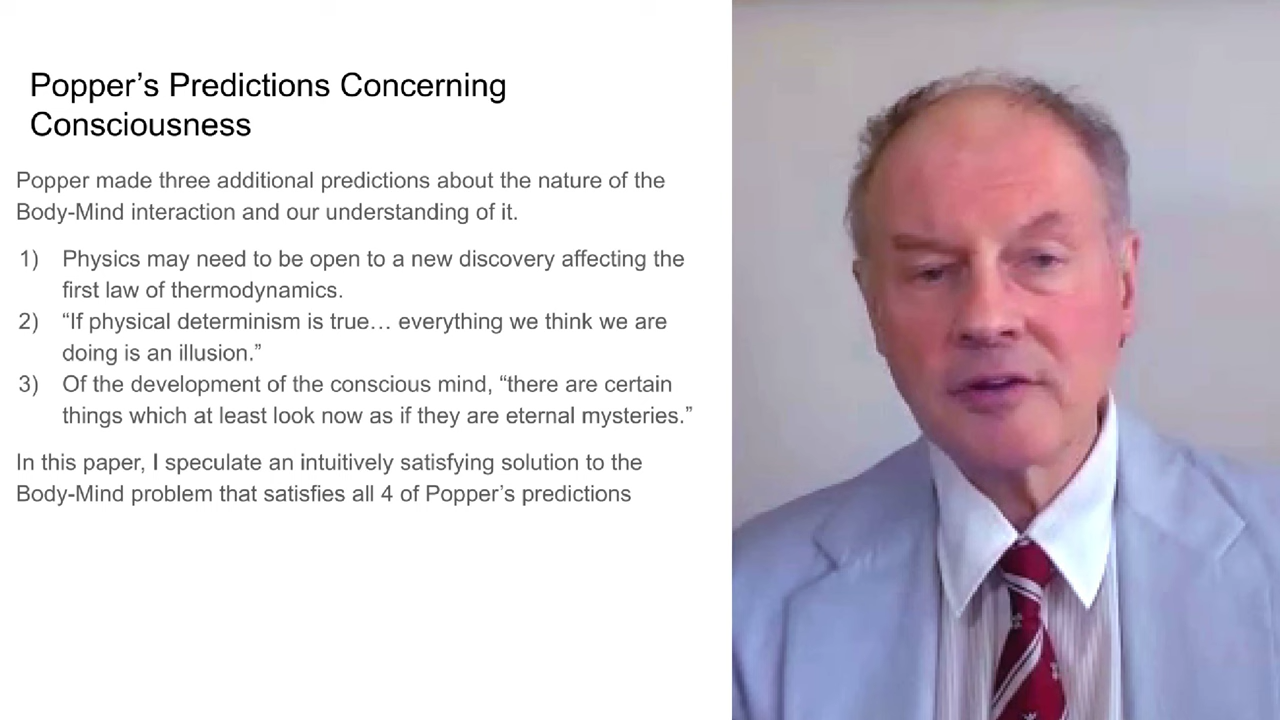 Popper’s Predictions Concerning
Consciousness
Popper made three additional predictions about the nature of the
Body-Mind interaction and our understanding of it.
1) Physics may need to be open to a new discovery affecting the
first law of thermodynamics.
2) “If physical determinism is true… everything we think we are
doing is an illusion.”
3) Of the development of the conscious mind, “there are certain
things which at least look now as if they are eternal mysteries.”
In this paper, I speculate an intuitively satisfying solution to the
Body-Mind problem that satisfies all 4 of Popper’s predictions